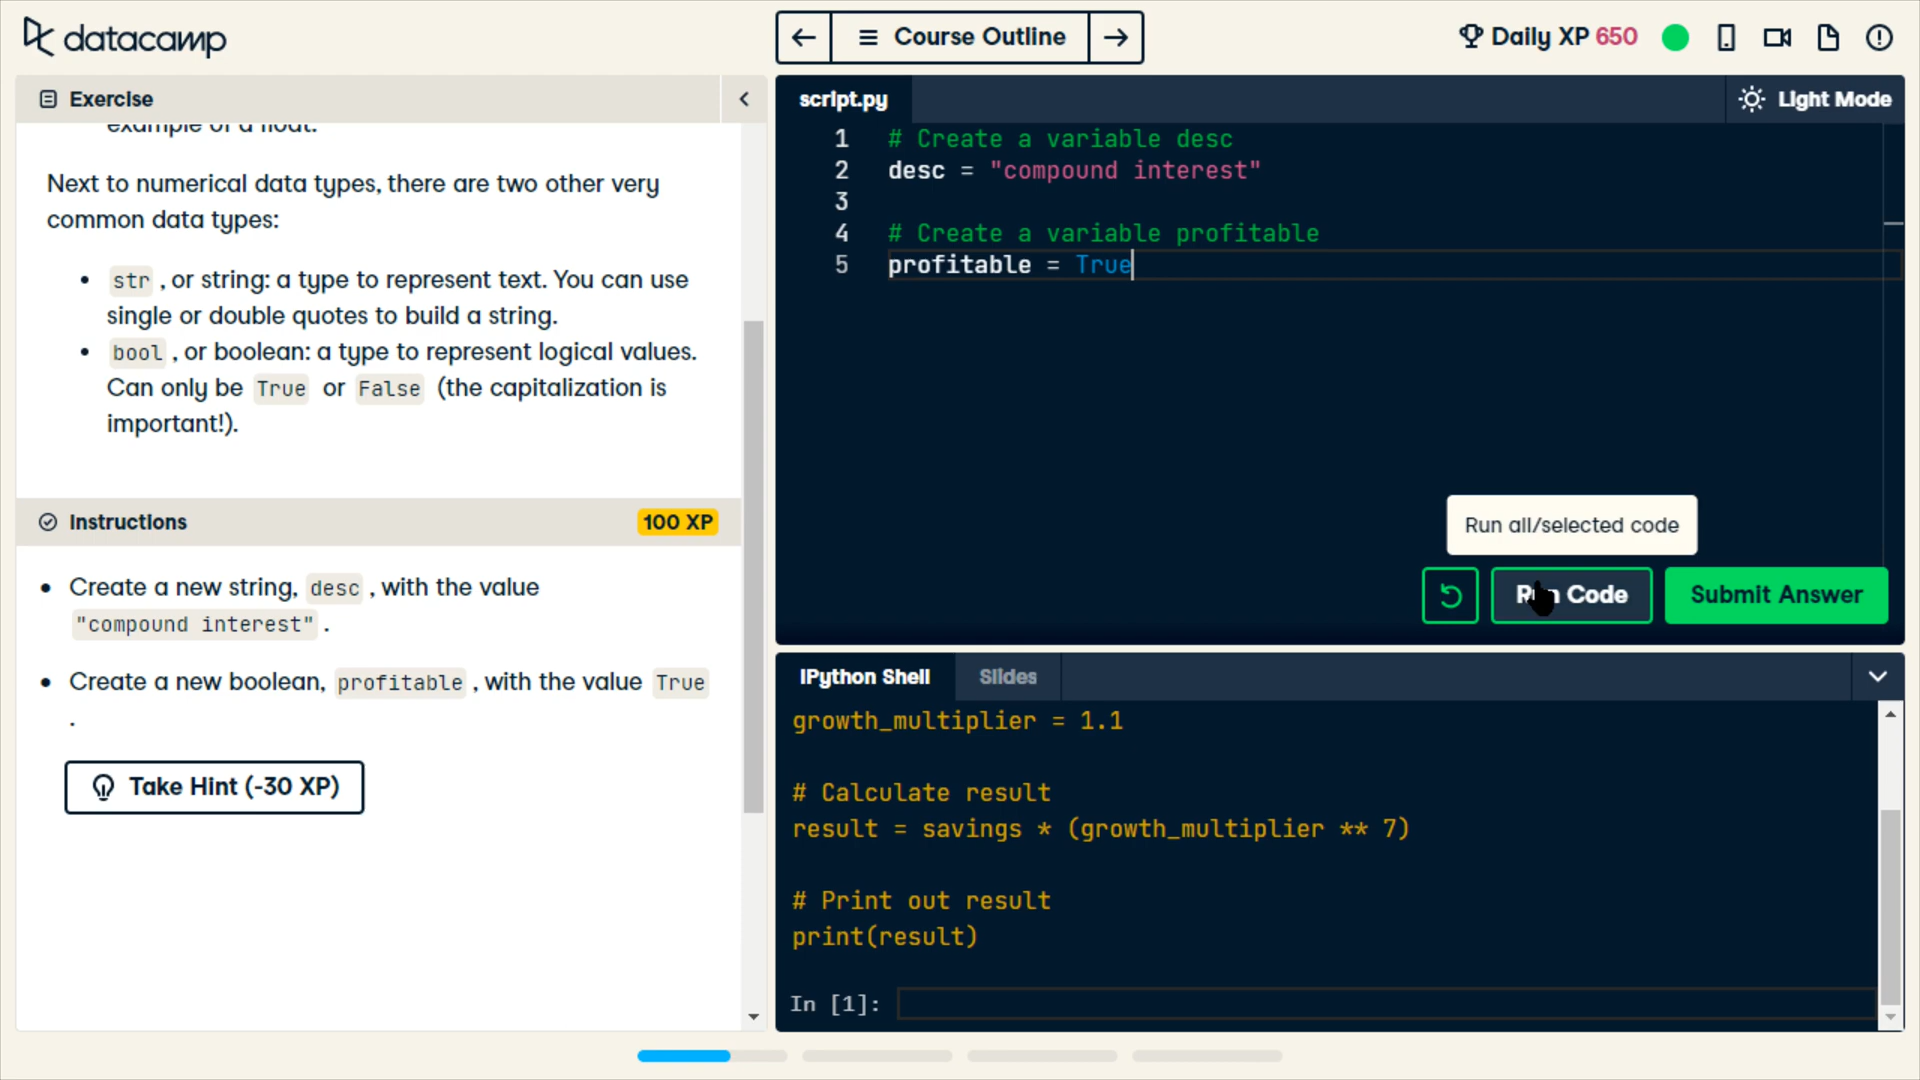 datacamp
Course Outline
Daily XP 650
Exercise
example of a float.
Next to numerical data types, there are two other very
common data types:
str , or string: a type to represent text. You can use
single or double quotes to build a string.
bool , or boolean: a type to represent logical values.
Can only be True or False (the capitalization is
important!).
Instructions
100 XP
Create a new string, desc , with the value
"compound interest" .
Create a new boolean, profitable , with the value True
.
Take Hint (-30 XP)
script.py
Light Mode
1 # Create a variable desc
2 desc = "compound interest"
3
4 # Create a variable profitable
5 profitable = True
Run all/selected code
Run Code
Submit Answer
IPython Shell
Slides
growth_multiplier = 1.1
# Calculate result
result = savings * (growth_multiplier ** 7)
# Print out result
print(result)
In [1]: